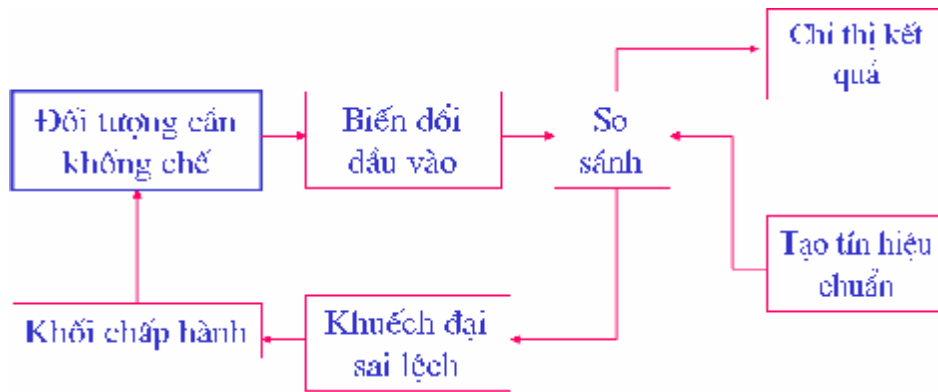 Chỉ thị kết
quả
Đối tượng cần
khống chế
Biến đổi
đầu vào
So
sánh
Tạo tín hiệu
chuẩn
Khối chấp hành
Khuếch đại
sai lệch